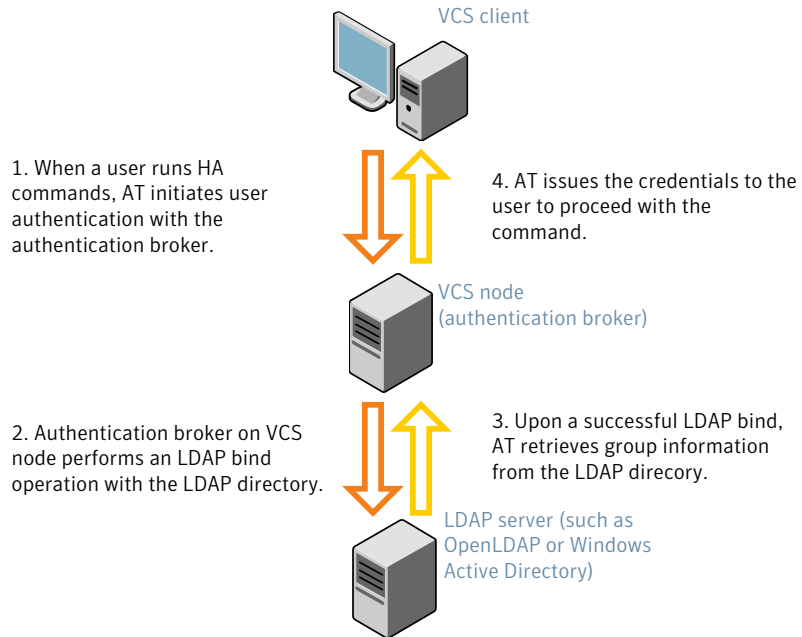 VCS client
1. When a user runs HA
commands, AT initiates user
authentication with the
authentication broker.
4. AT issues the credentials to the
user to proceed with the
command.
VCS node
(authentication broker)
2. Authentication broker on VCS
node performs an LDAP bind
operation with the LDAP directory.
3. Upon a successful LDAP bind,
AT retrieves group information
from the LDAP direcory.
LDAP server (such as
OpenLDAP or Windows
Active Directory)